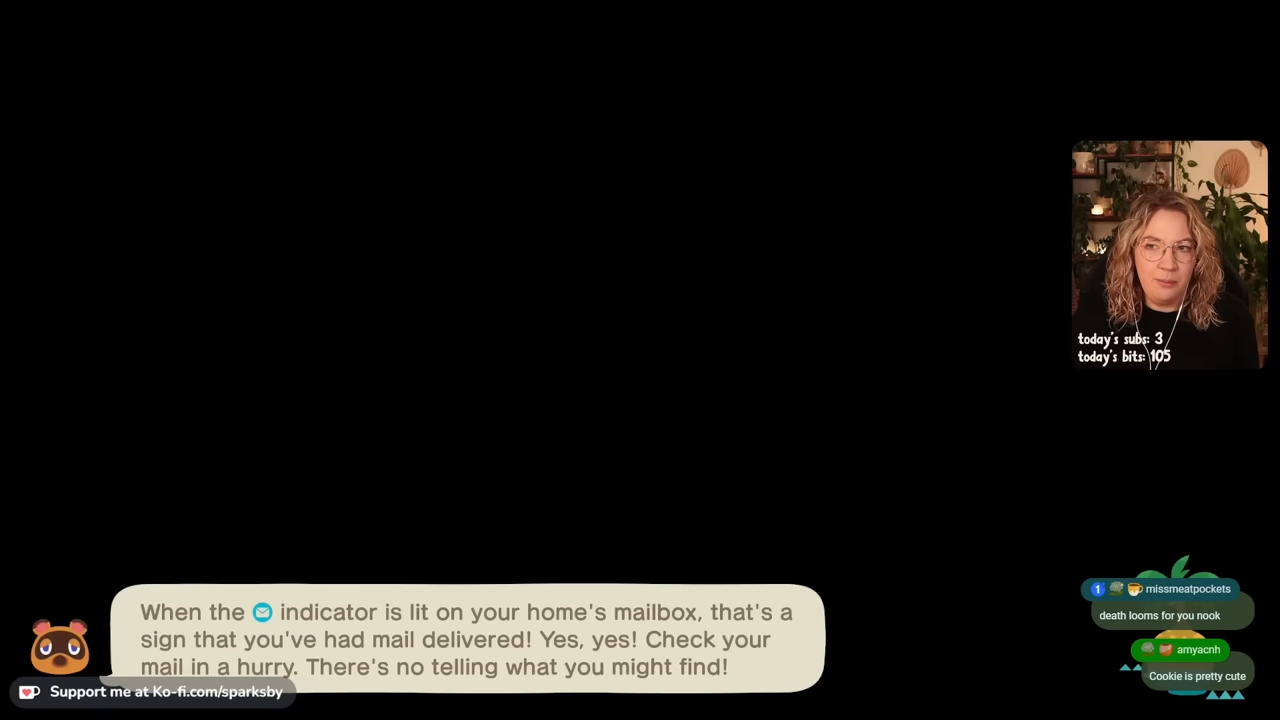 today's subs: 3
today's bits: 105
When the indicator is lit on your home's mailbox, that's a
sign that you've had mail delivered! Yes, yes! Check your
mail in a hurry. There's no telling what you might find!
Support me at Ko-fi.com/sparksby
1 missmeatpockets
death looms for you nook
amyacnh
Cookie is pretty cute